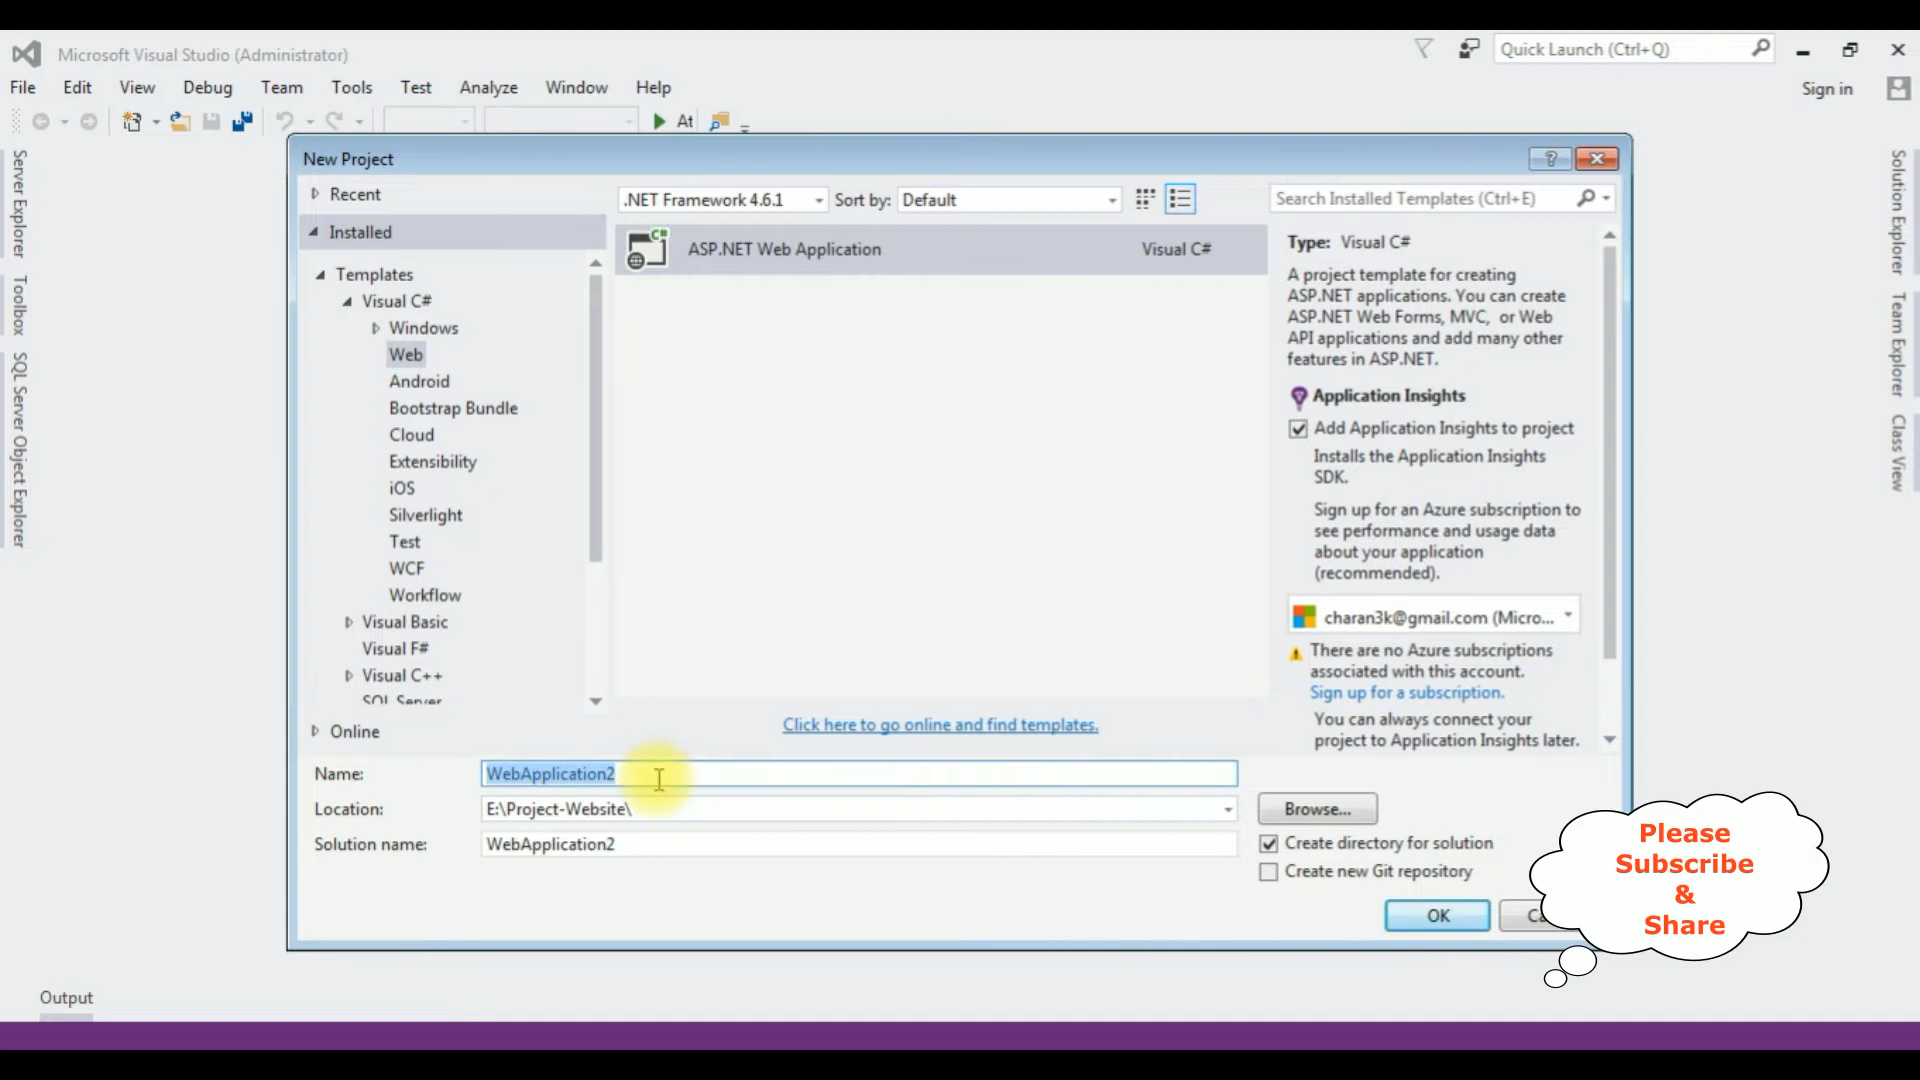 Microsoft Visual Studio (Administrator)
Quick Launch (Ctrl+Q)
File Edit View Debug Team Tools Test Analyze Window Help
Sign in
At
Server Explorer
Toolbox
SQL Server Object Explorer
Solution Explorer
Team Explorer
Class View
New Project
?
Recent
Installed
Templates
Visual C#
Windows
Web
Android
Bootstrap Bundle
Cloud
Extensibility
iOS
Silverlight
Test
WCF
Workflow
Visual Basic
Visual F#
Visual C++
SQL Server
Online
.NET Framework 4.6.1
Sort by: Default
C#
ASP.NET Web Application Visual C#
Click here to go online and find templates.
Search Installed Templates (Ctrl+E)
Type: Visual C#
A project template for creating
ASP.NET applications. You can create
ASP.NET Web Forms, MVC, or Web
API applications and add many other
features in ASP.NET.
Application Insights
Add Application Insights to project
Installs the Application Insights
SDK.
Sign up for an Azure subscription to
see performance and usage data
about your application
(recommended).
charan3k@gmail.com (Micro...
There are no Azure subscriptions
associated with this account.
Sign up for a subscription.
You can always connect your
project to Application Insights later.
Name: WebApplication2
Location: E:\Project-Website\
Browse...
Solution name: WebApplication2
Create directory for solution
Create new Git repository
OK
Please
Subscribe
&
Share
Output